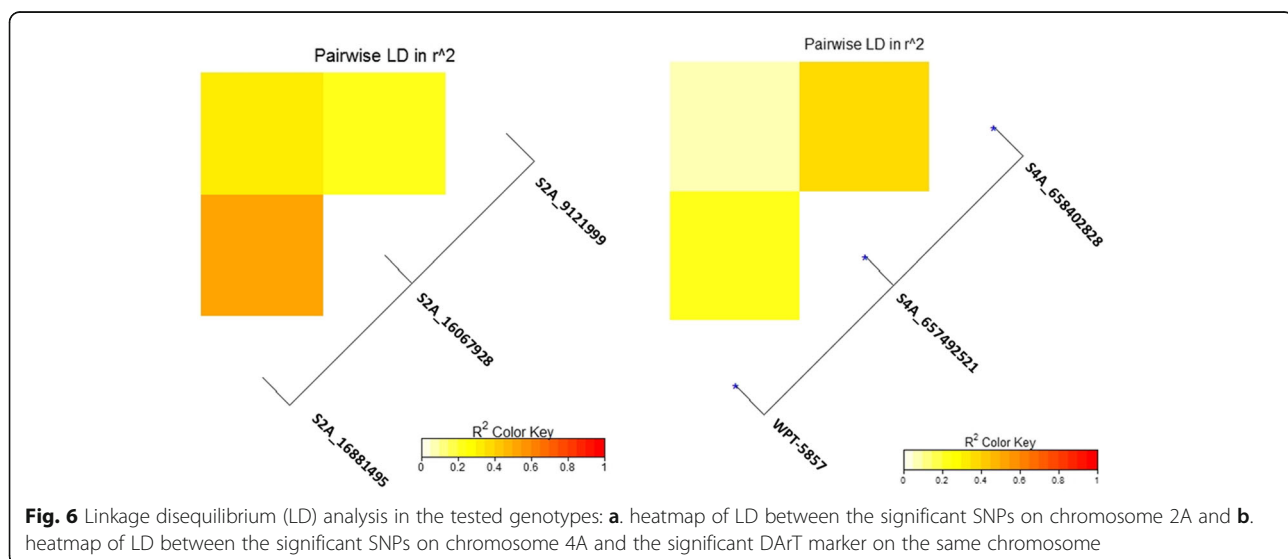 Pairwise LD in r^2
S2A_9121999
S2A_16067928
S2A_16881495
R² Color Key
0 0.2 0.4 0.6 0.8 1
Pairwise LD in r^2
*
S4A_658402828
*
S4A_657492521
*
WPT-5857
R² Color Key
0 0.2 0.4 0.6 0.8 1
Fig. 6 Linkage disequilibrium (LD) analysis in the tested genotypes: a. heatmap of LD between the significant SNPs on chromosome 2A and b.
heatmap of LD between the significant SNPs on chromosome 4A and the significant DArT marker on the same chromosome